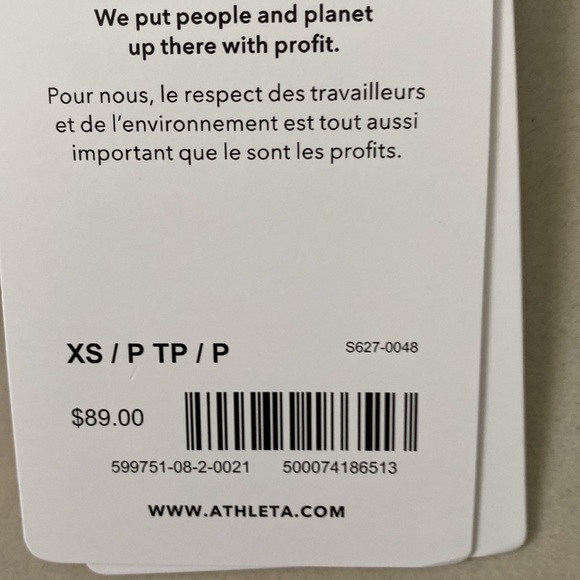 We put people and planet
up there with profit.
Pour nous, le respect des travailleurs
et de l'environnement est tout aussi
important que le sont les profits.
XS / P TP / P S627-0048
$89.00
599751-08-2-0021 500074186513
WWW.ATHLETA.COM